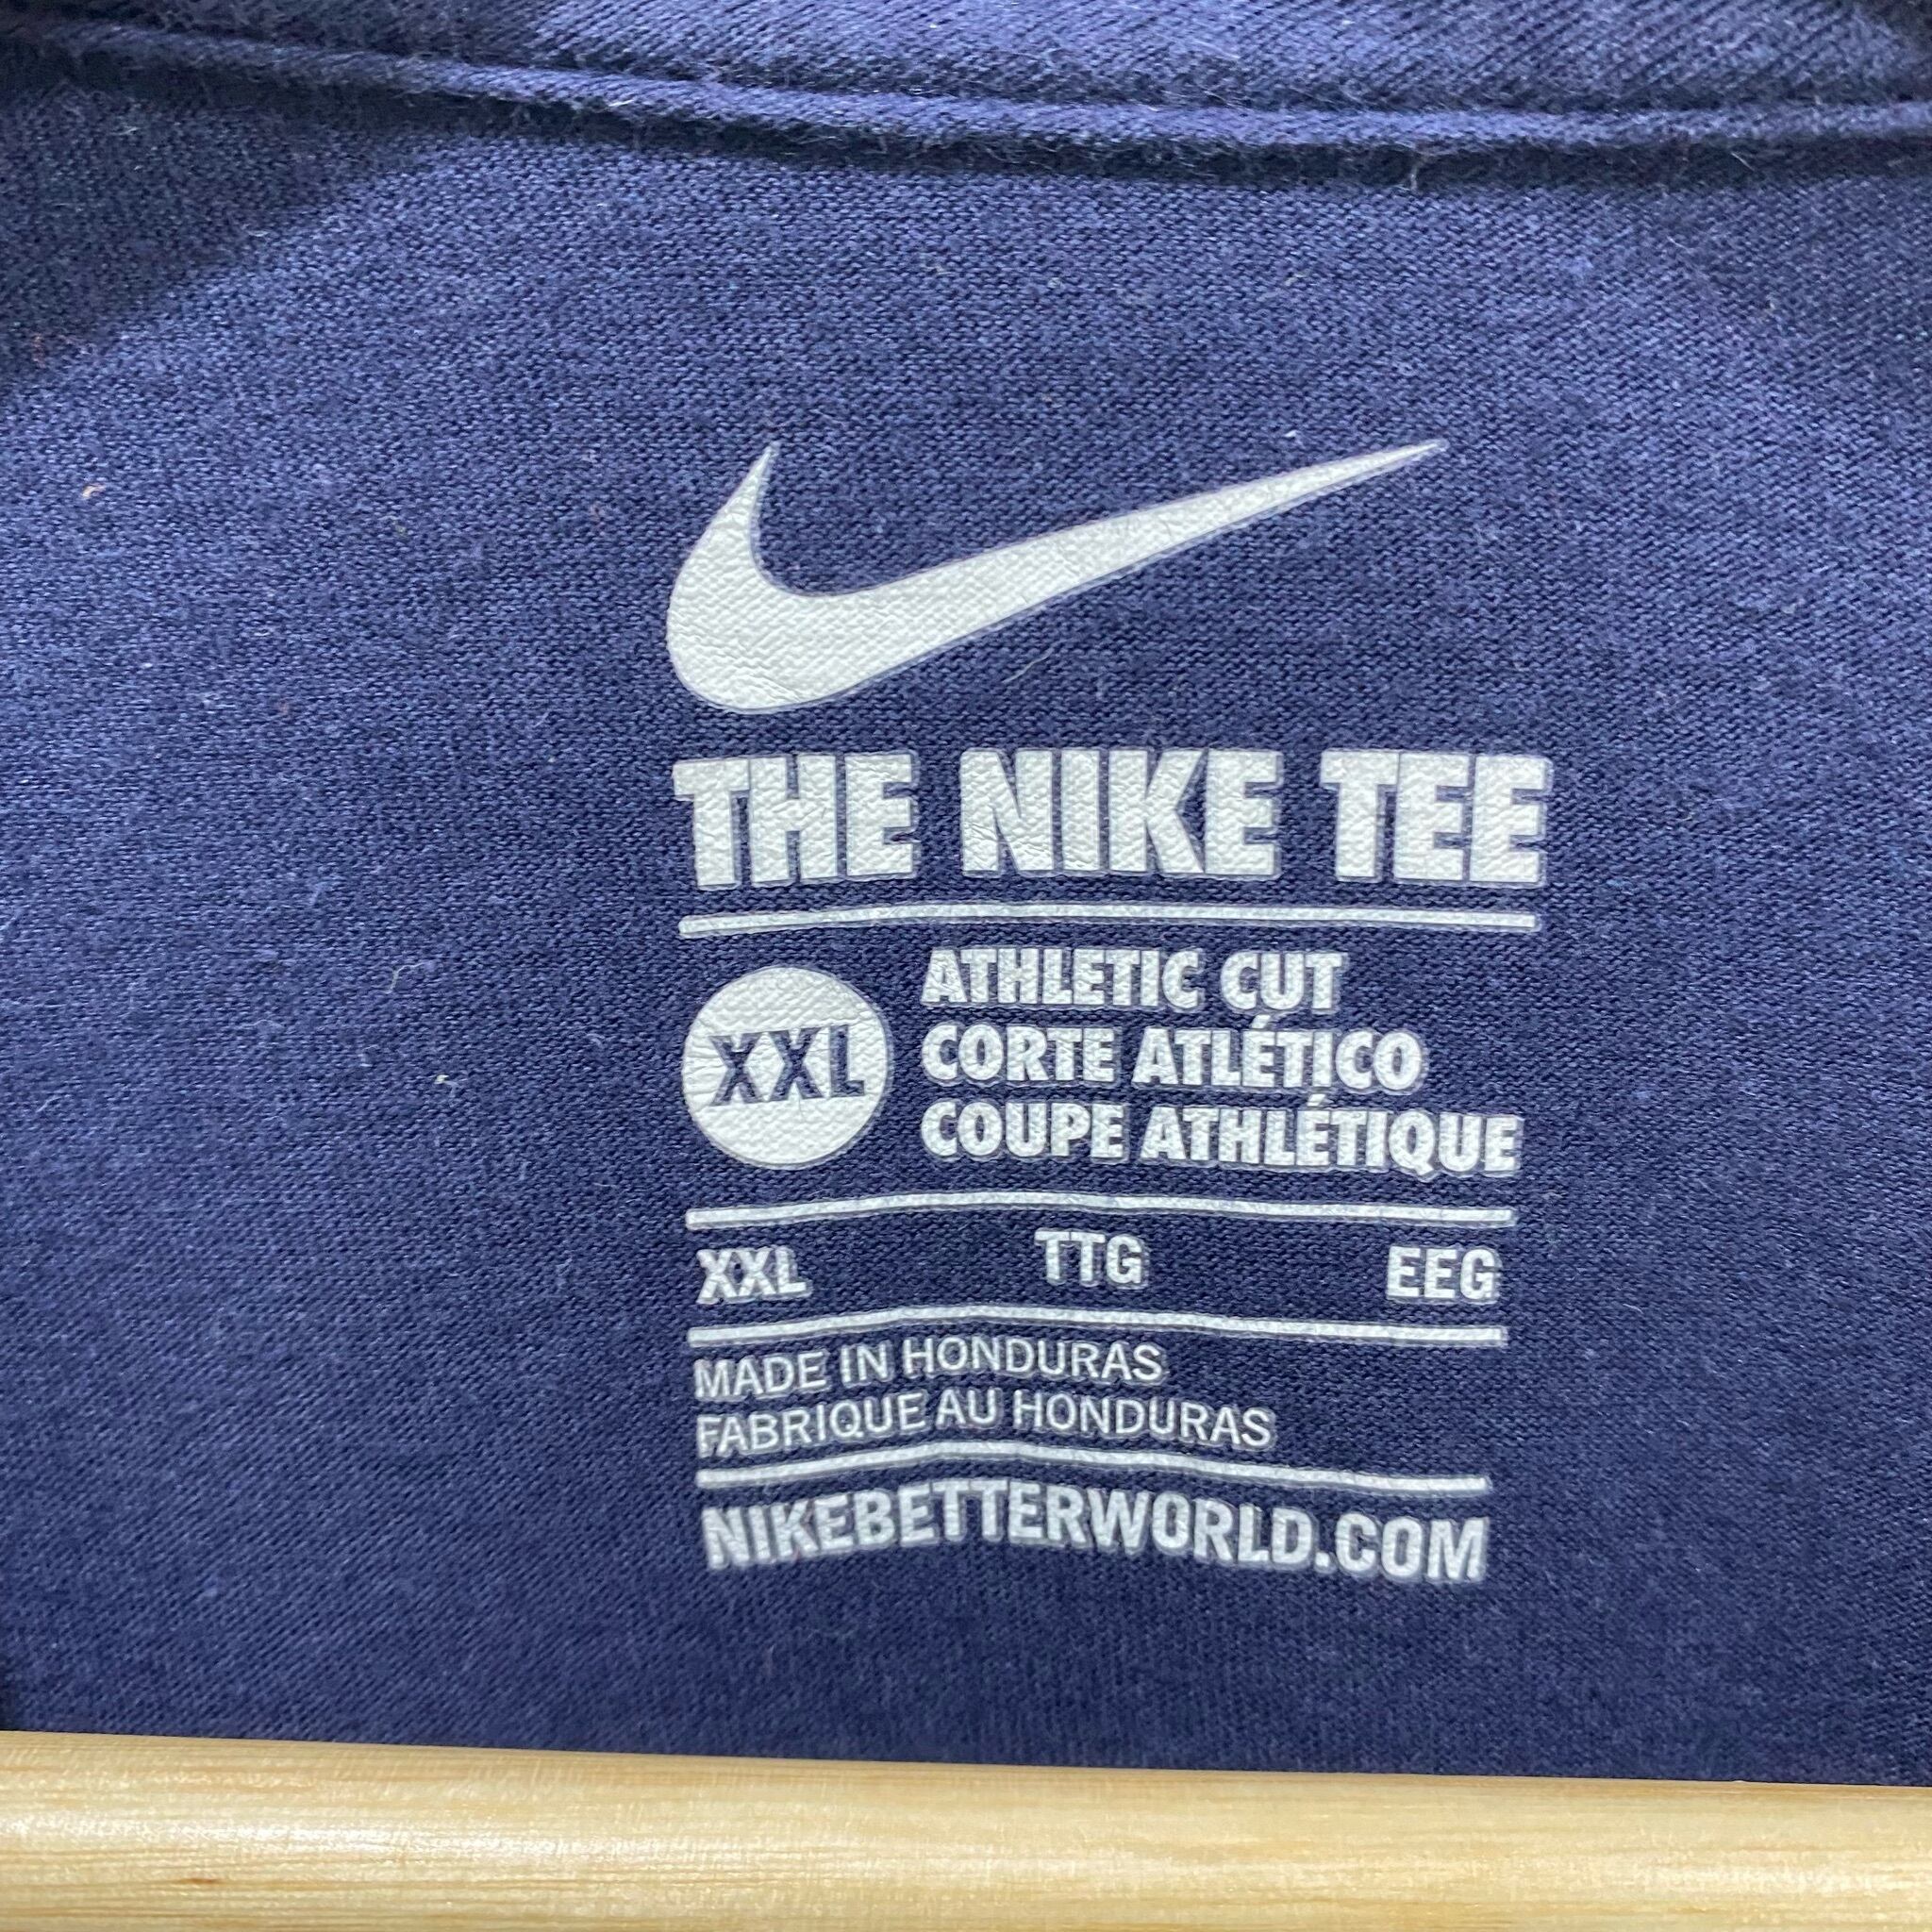 THE NIKE TEE
XXL
ATHLETIC CUT
CORTE ATLÉTICO
COUPE ATHLÉTIQUE
XXL TTG EEG
MADE IN HONDURAS
FABRIQUE AU HONDURAS
NIKEBETTERWORLD.COM